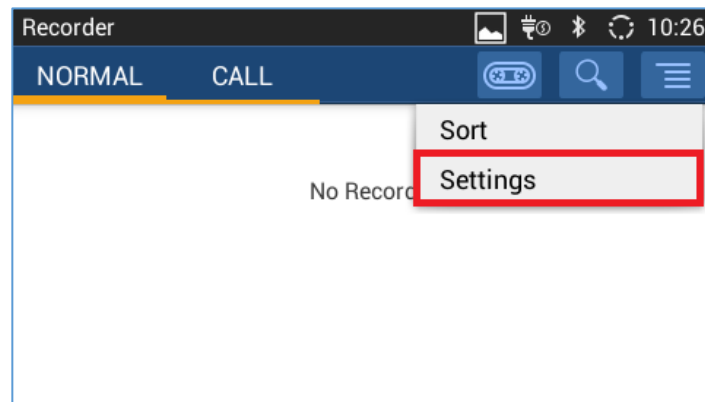 Recorder 10:26
NORMAL CALL
Sort
Settings
No Record